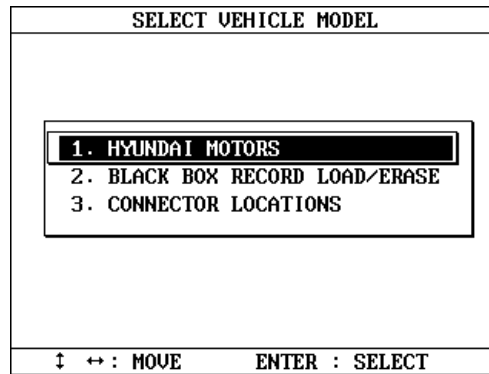 SELECT VEHICLE MODEL
1. HYUNDAI MOTORS
2. BLACK BOX RECORD LOAD/ERASE
3. CONNECTOR LOCATIONS
↕ ↔ : MOVE ENTER : SELECT